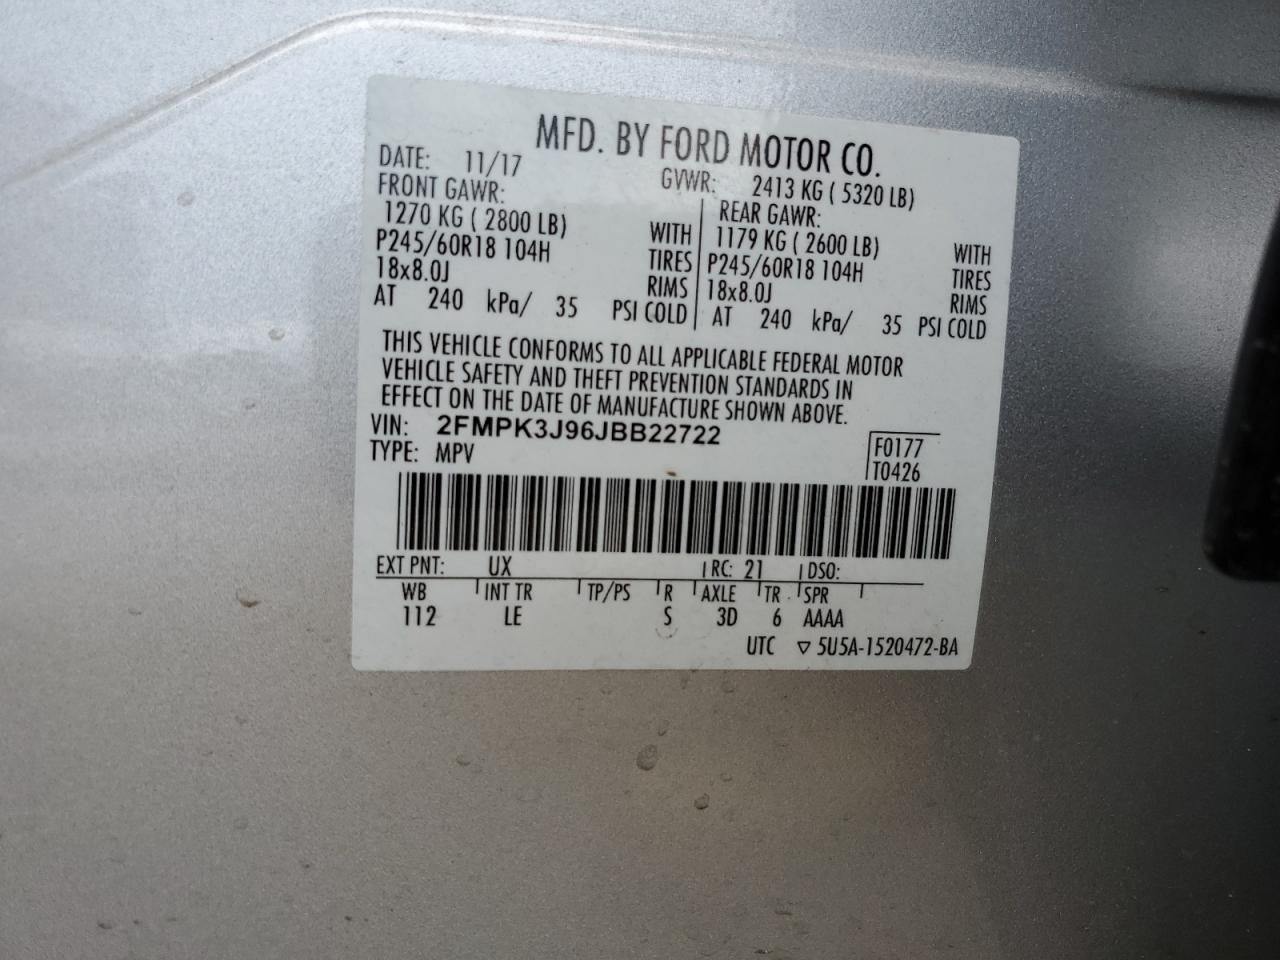 MFD. BY FORD MOTOR CO.
DATE: 11/17 GVWR: 2413 KG ( 5320 LB)
FRONT GAWR: REAR GAWR:
1270 KG ( 2800 LB) WITH 1179 KG ( 2600 LB) WITH
P245/60R18 104H TIRES P245/60R18 104H TIRES
18x8.0J RIMS 18x8.0J RIMS
AT 240 kPa/ 35 PSI COLD AT 240 kPa/ 35 PSI COLD
THIS VEHICLE CONFORMS TO ALL APPLICABLE FEDERAL MOTOR
VEHICLE SAFETY AND THEFT PREVENTION STANDARDS IN
EFFECT ON THE DATE OF MANUFACTURE SHOWN ABOVE.
VIN: 2FMPK3J96JBB22722
TYPE: MPV
F0177
T0426
EXT PNT: UX RC: 21 DSO:
WB INT TR TP/PS R AXLE TR SPR
112 LE S 3D 6 AAAA
UTC ▽ 5U5A-1520472-BA